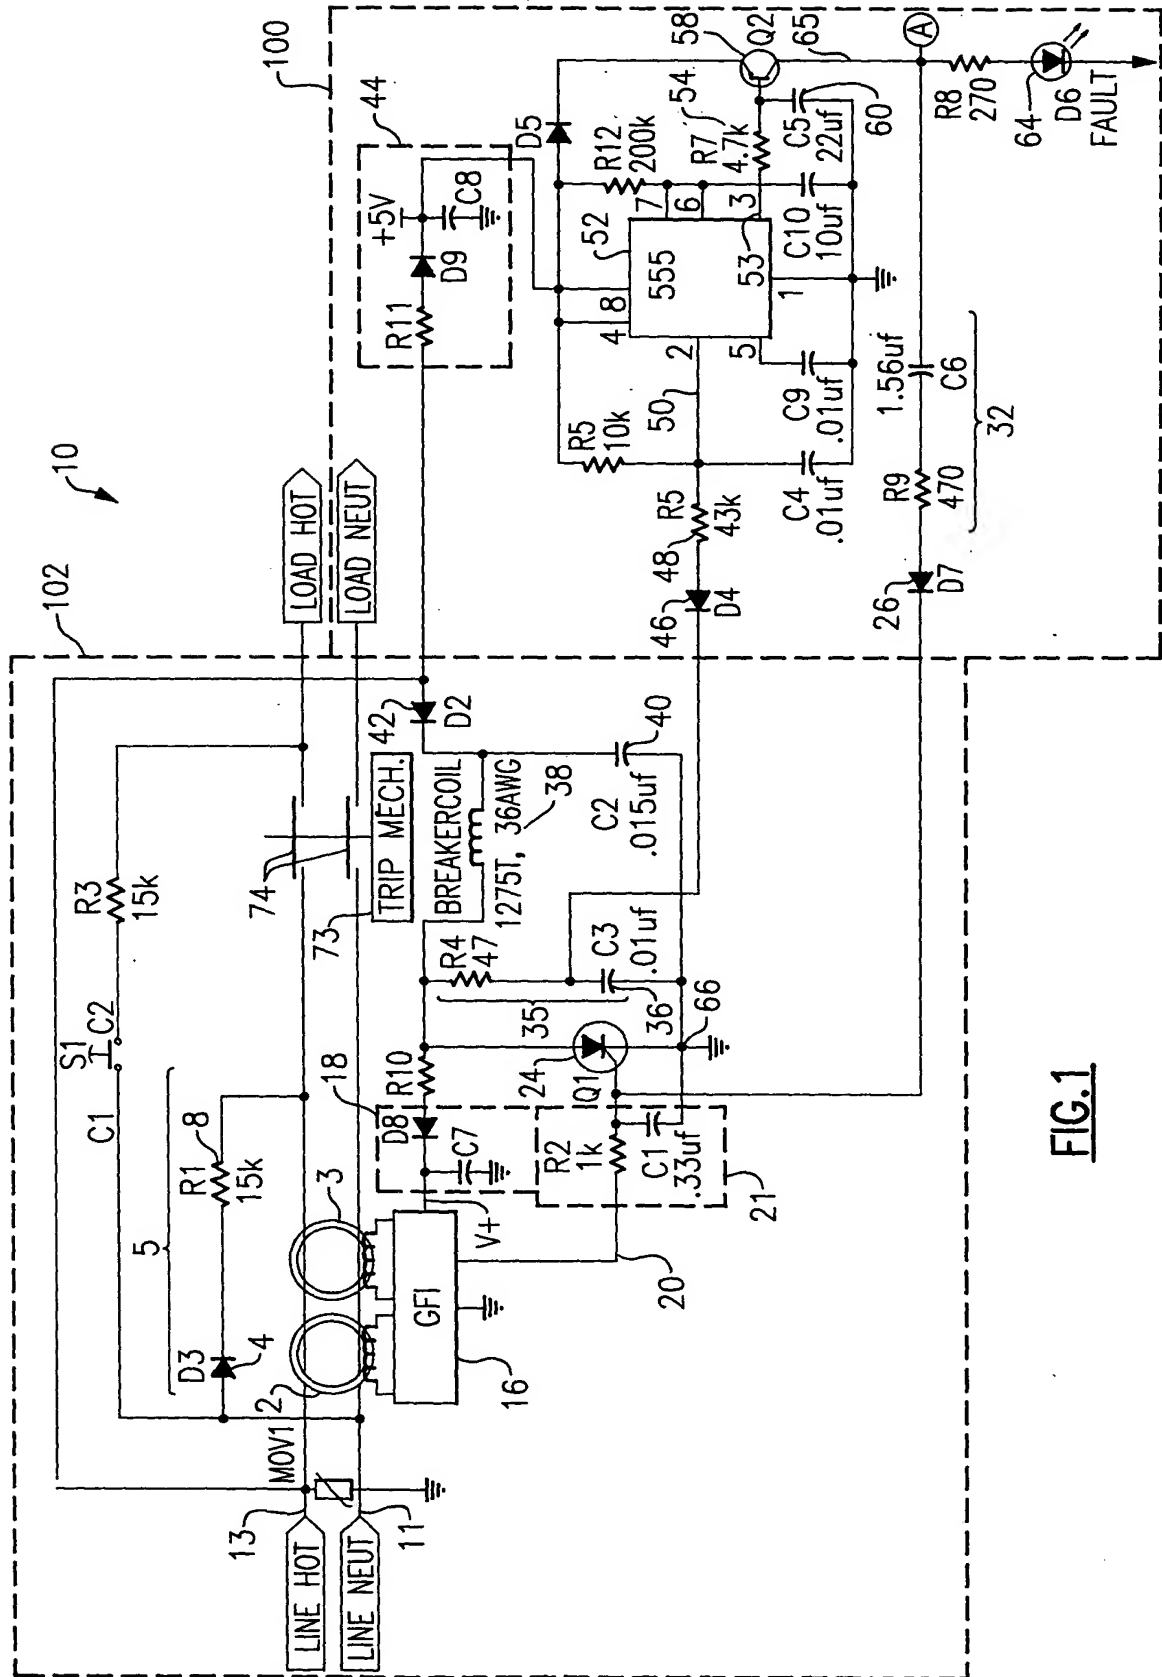 10
102
100
LOAD HOT
LOAD NEUT
44
+5V
R11
D9
C8
S1
C1
C2
R3
15k
5
D3
4
R1
8
15k
MOV1
2
3
13
LINE HOT
LINE NEUT
11
74
73
TRIP MECH.
42
D2
BREAKERCOIL
1275T, 36AWG
38
C2
.015uf
40
16
GFI
V+
18
D8
C7
R10
20
R2
1k
C1
.33uf
21
24
Q1
35
R4
47
C3
.01uf
36
66
D5
R12
200k
52
555
4
8
7
6
3
53
2
5
1
50
R5
10k
46
D4
48
R5
43k
C4
.01uf
C9
.01uf
C10
10uf
R7
4.7k
54
C5
22uf
60
58
Q2
65
A
R8
270
64
D6
FAULT
26
D7
R9
470
1.56uf
C6
32
FIG.1